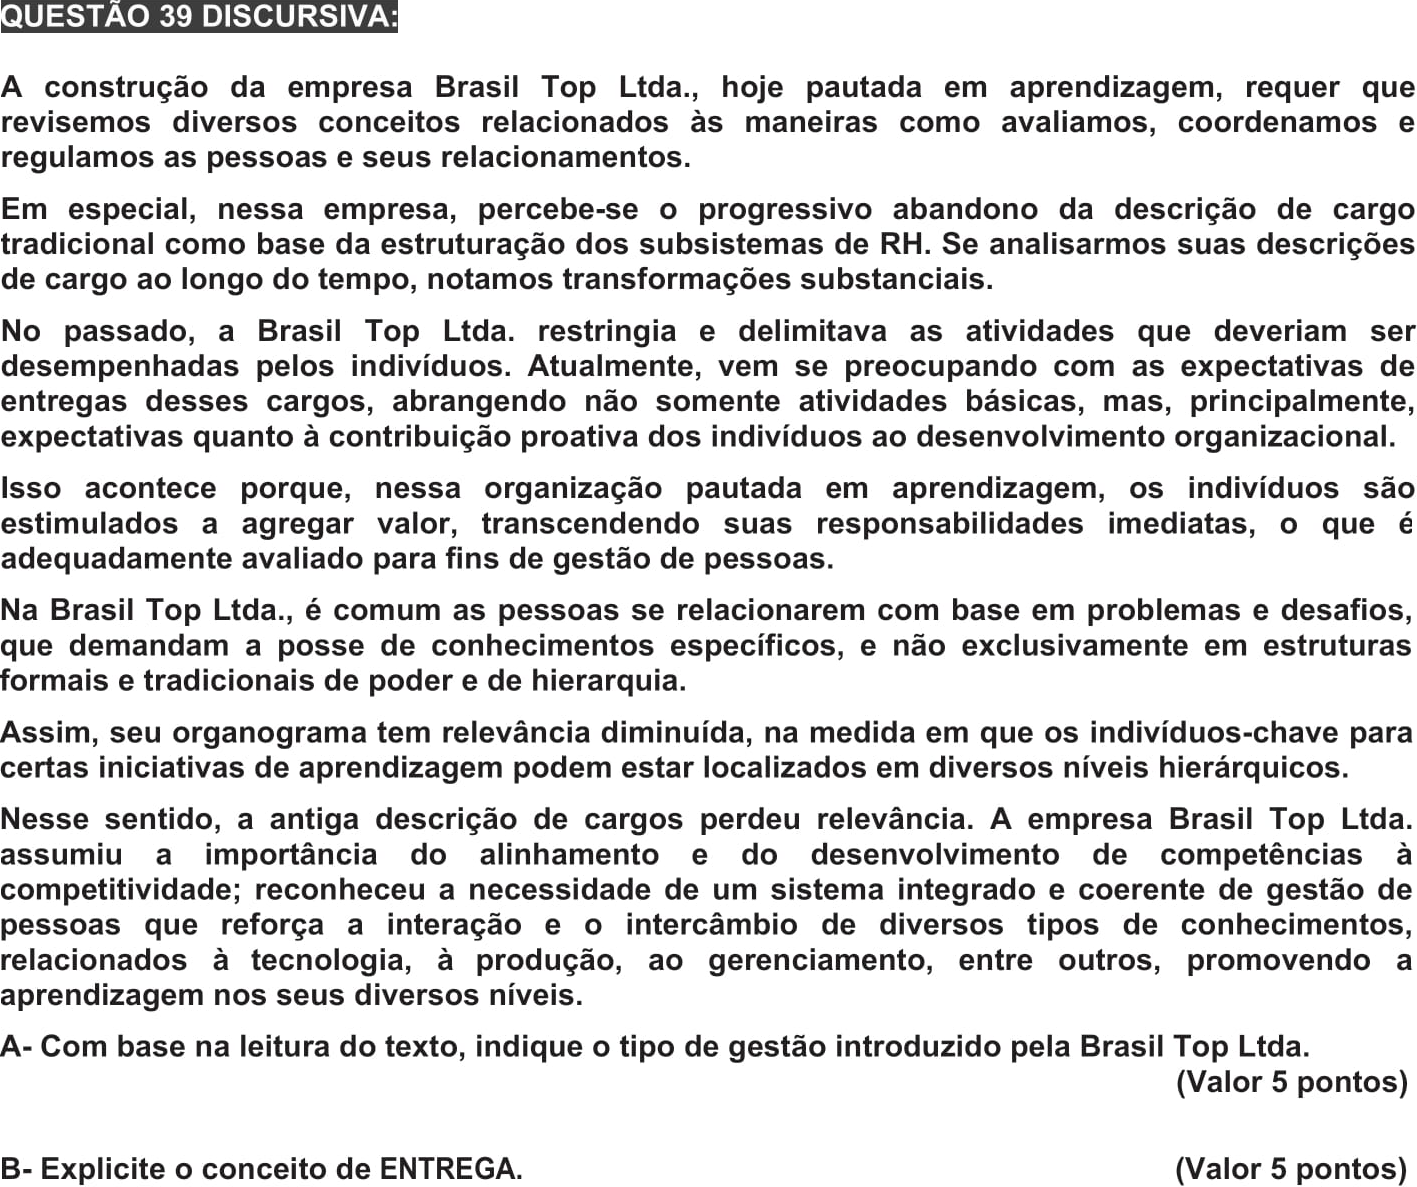 QUESTÃO 39 DISCURSIVA:
A construção da empresa Brasil Top Ltda., hoje pautada em aprendizagem, requer que
revisemos diversos conceitos relacionados às maneiras como avaliamos, coordenamos e
regulamos as pessoas e seus relacionamentos.
Em especial, nessa empresa, percebe-se o progressivo abandono da descrição de cargo
tradicional como base da estruturação dos subsistemas de RH. Se analisarmos suas descrições
de cargo ao longo do tempo, notamos transformações substanciais.
No passado, a Brasil Top Ltda. restringia e delimitava as atividades que deveriam ser
desempenhadas pelos indivíduos. Atualmente, vem se preocupando com as expectativas de
entregas desses cargos, abrangendo não somente atividades básicas, mas, principalmente,
expectativas quanto à contribuição proativa dos indivíduos ao desenvolvimento organizacional.
Isso acontece porque, nessa organização pautada em aprendizagem, os indivíduos são
estimulados a agregar valor, transcendendo suas responsabilidades imediatas, o que é
adequadamente avaliado para fins de gestão de pessoas.
Na Brasil Top Ltda., é comum as pessoas se relacionarem com base em problemas e desafios,
que demandam a posse de conhecimentos específicos, e não exclusivamente em estruturas
formais e tradicionais de poder e de hierarquia.
Assim, seu organograma tem relevância diminuída, na medida em que os indivíduos-chave para
certas iniciativas de aprendizagem podem estar localizados em diversos níveis hierárquicos.
Nesse sentido, a antiga descrição de cargos perdeu relevância. A empresa Brasil Top Ltda.
assumiu a importância do alinhamento e do desenvolvimento de competências à
competitividade; reconheceu a necessidade de um sistema integrado e coerente de gestão de
pessoas que reforça a interação e o intercâmbio de diversos tipos de conhecimentos,
relacionados à tecnologia, à produção, ao gerenciamento, entre outros, promovendo a
aprendizagem nos seus diversos níveis.
A- Com base na leitura do texto, indique o tipo de gestão introduzido pela Brasil Top Ltda.
(Valor 5 pontos)
B- Explicite o conceito de ENTREGA. (Valor 5 pontos)